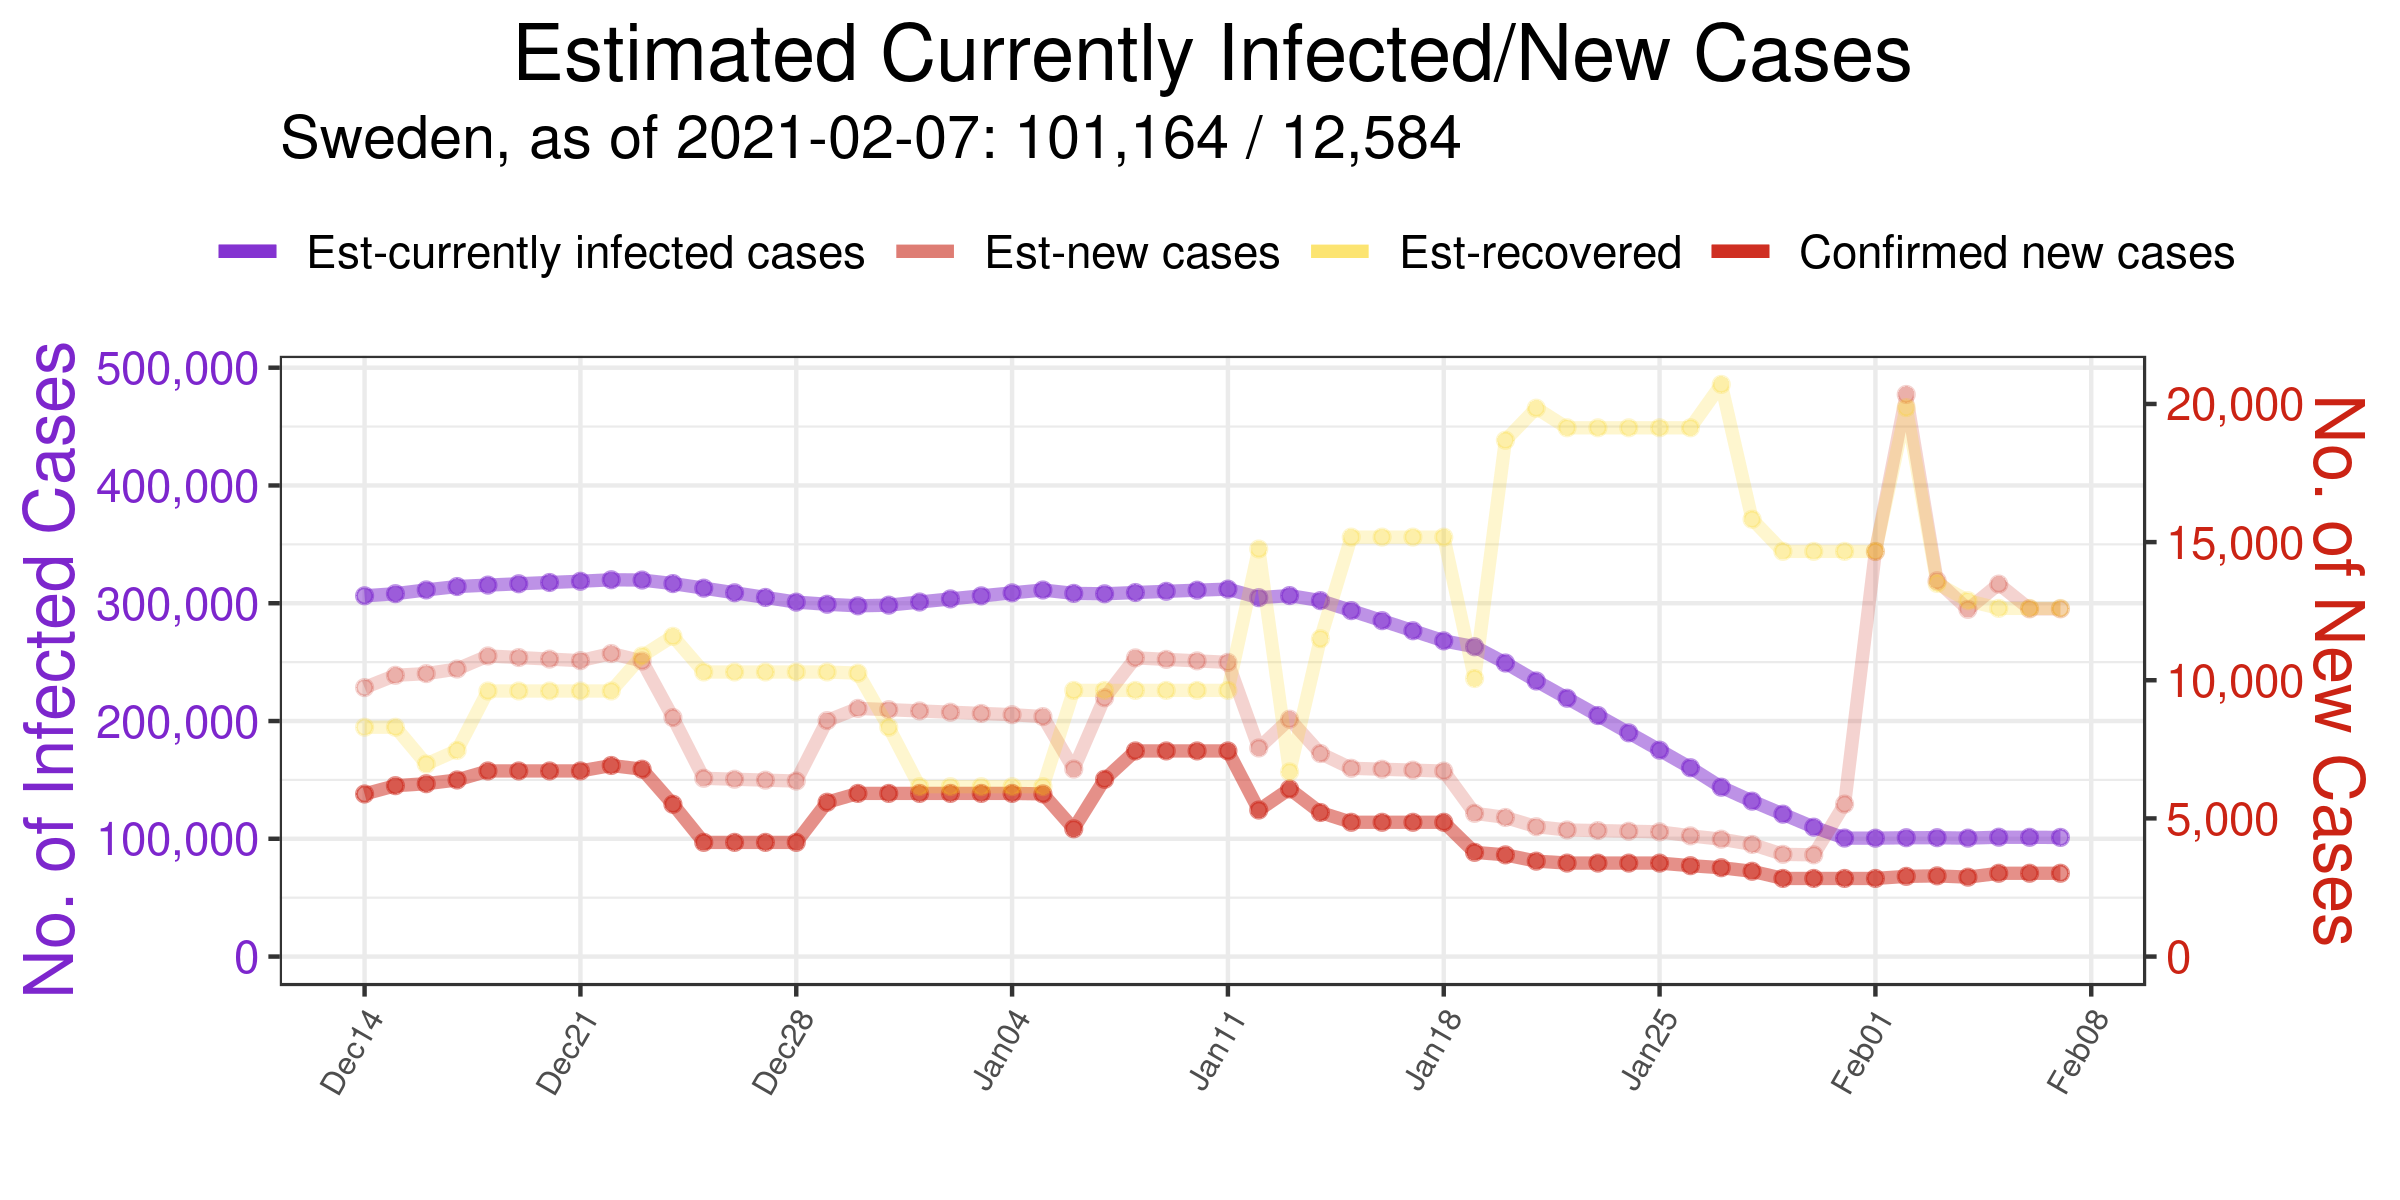 Estimated Currently Infected/New Cases
Sweden, as of 2021-02-07: 101,164 / 12,584
Est-currently infected cases Est-new cases Est-recovered Confirmed new cases
No. of Infected Cases
500,000
400,000
300,000
200,000
100,000
0
20,000
15,000
10,000
5,000
0
No. of New Cases
Dec14 Dec21 Dec28 Jan04 Jan11 Jan18 Jan25 Feb01 Feb08